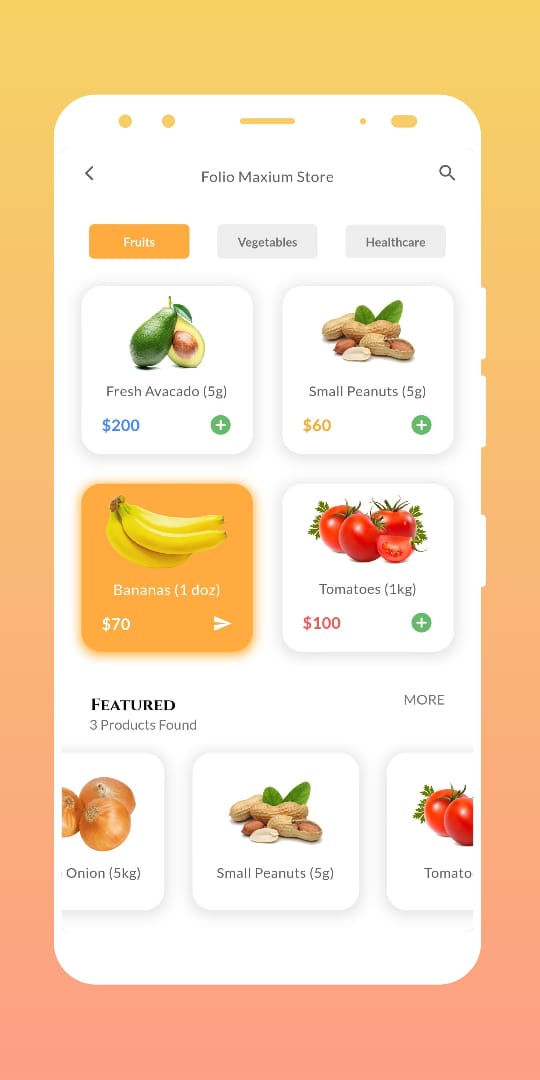 Folio Maxium Store
Fruits Vegetables Healthcare
Fresh Avacado (5g) Small Peanuts (5g)
$200 $60
Bananas (1 doz) Tomatoes (1kg)
$70 $100
Featured MORE
3 Products Found
Onion (5kg) Small Peanuts (5g) Tomato